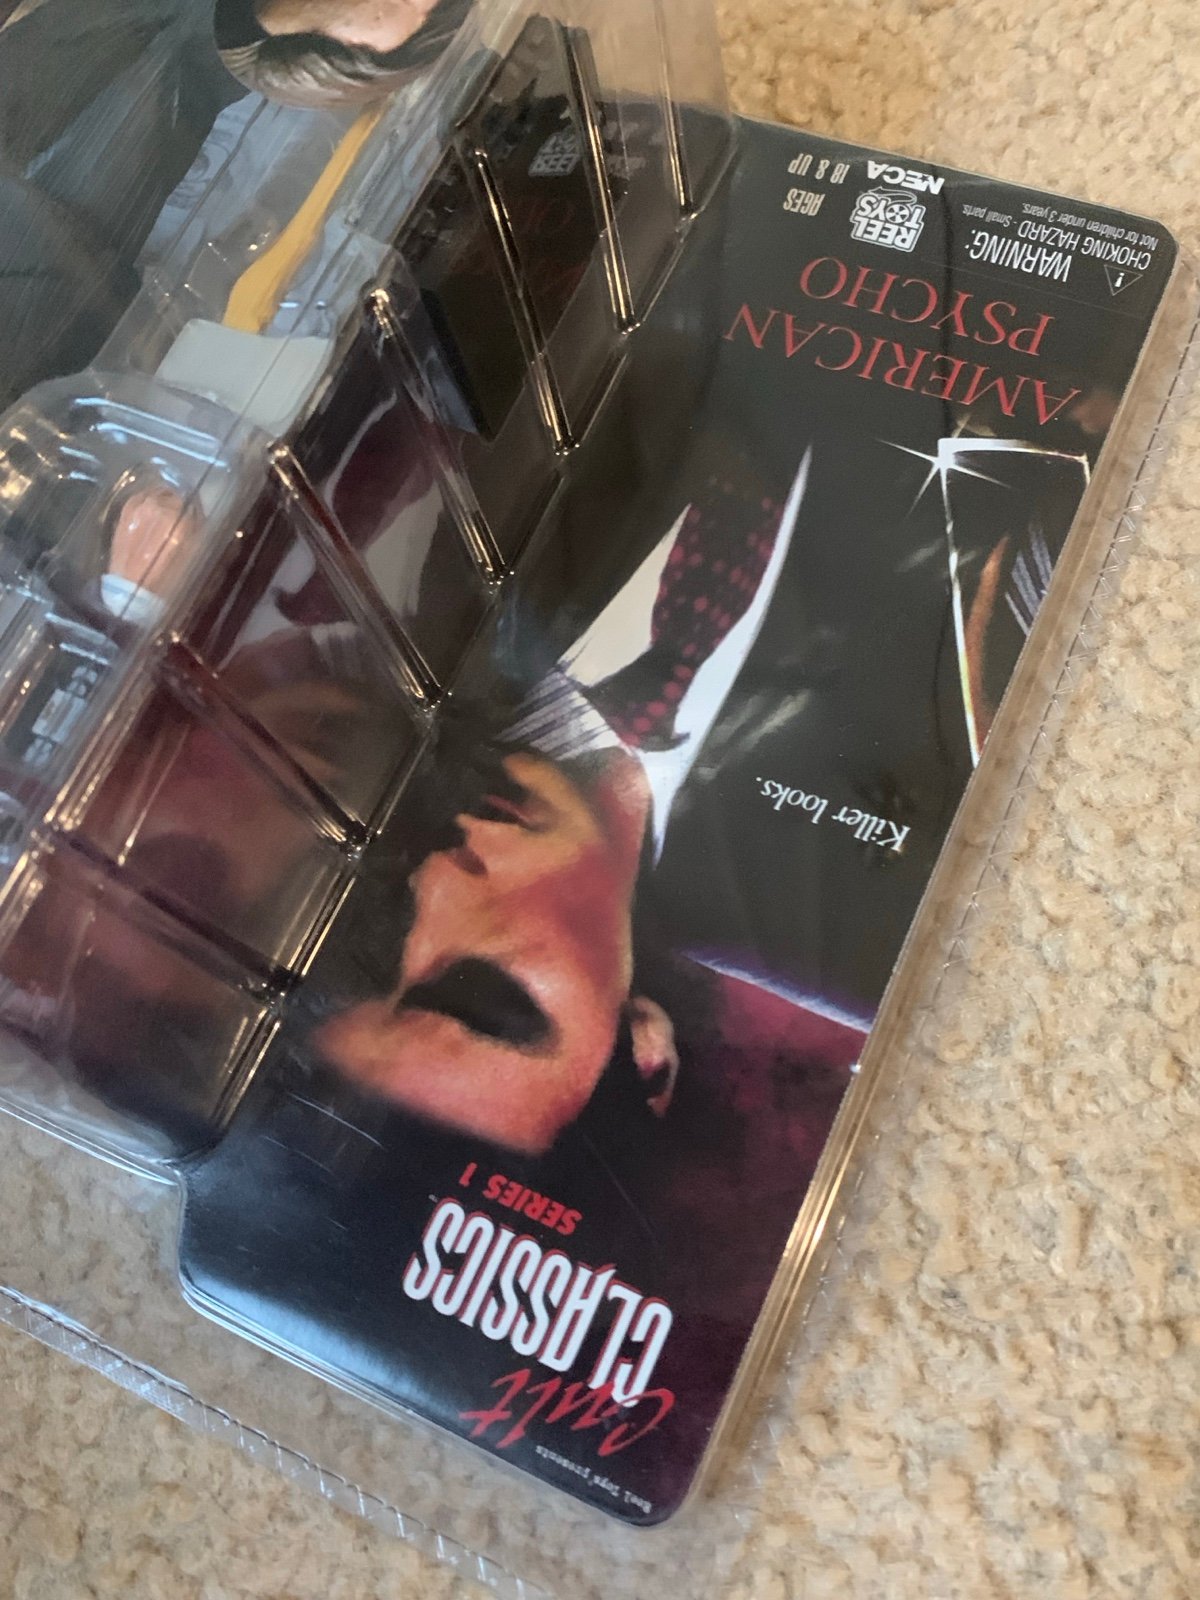 Reel Toys presents
Cult
CLASSICS™
SERIES 1
Killer looks.
AMERICAN
PSYCHO
WARNING:
CHOKING HAZARD - Small parts.
Not for children under 3 years.
REEL
TOYS
NECA
AGES
18 & UP